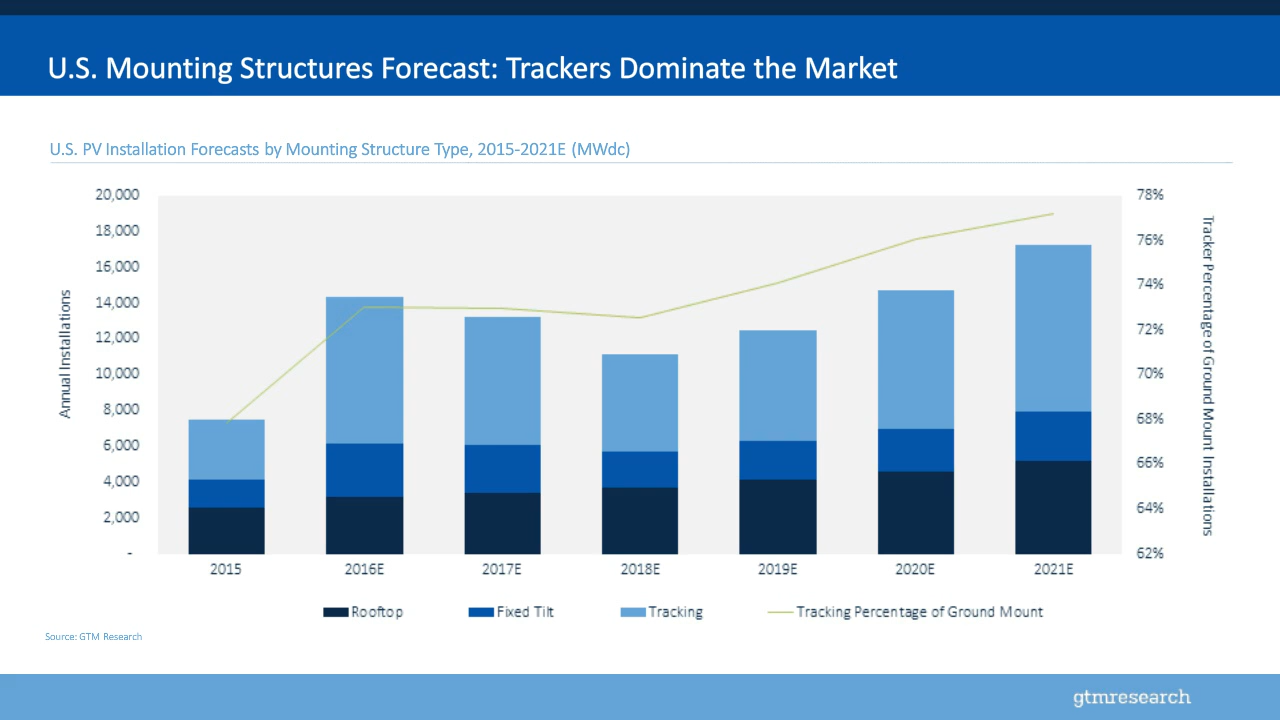 U.S. Mounting Structures Forecast: Trackers Dominate the Market
U.S. PV Installation Forecasts by Mounting Structure Type, 2015-2021E (MWdc)
20,000
18,000
16,000
14,000
12,000
10,000
8,000
6,000
4,000
2,000
-
Annual Installations
78%
76%
74%
72%
70%
68%
66%
64%
62%
Tracker Percentage of Ground Mount Installations
2015 2016E 2017E 2018E 2019E 2020E 2021E
Rooftop Fixed Tilt Tracking Tracking Percentage of Ground Mount
Source: GTM Research
gtmresearch